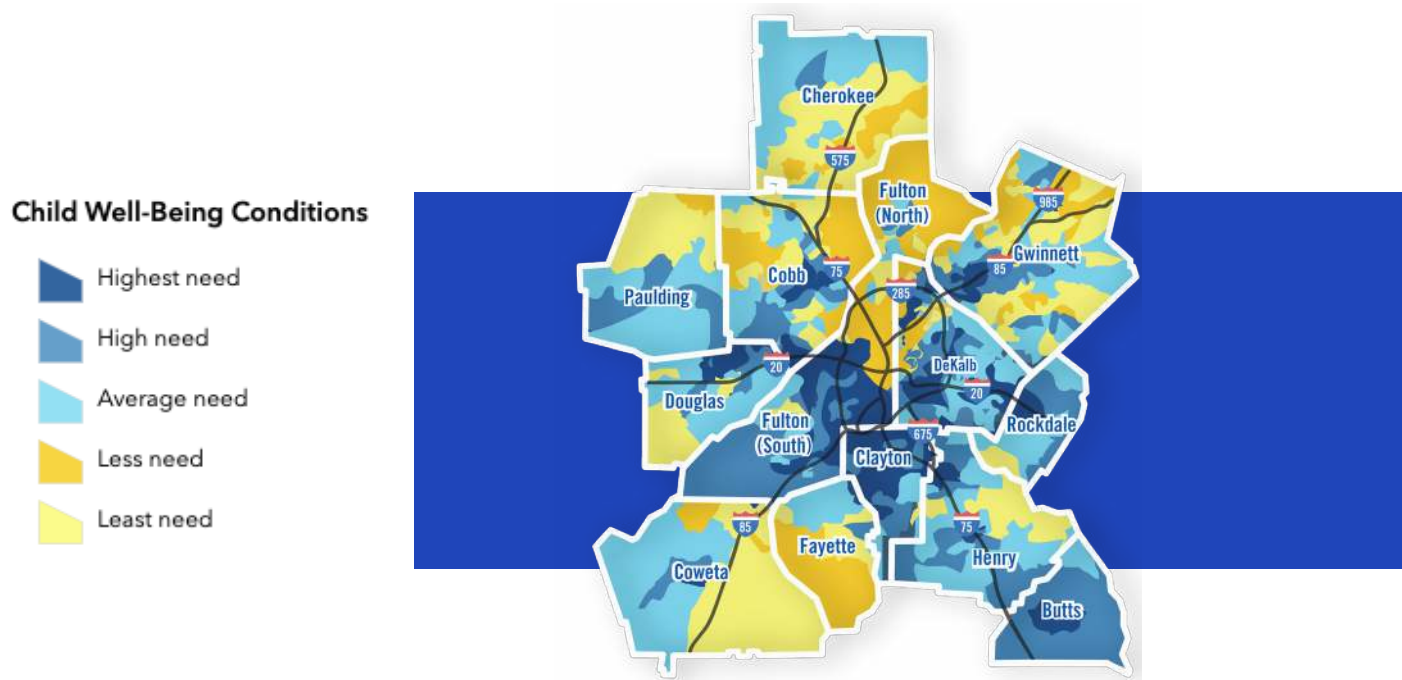 Child Well-Being Conditions
Highest need
High need
Average need
Less need
Least need
Cherokee
575
Fulton
(North)
985
Gwinnett
85
Cobb
75
285
Paulding
DeKalb
20
20
Douglas
Fulton
(South)
Rockdale
675
Clayton
85
75
Fayette
Henry
Coweta
Butts